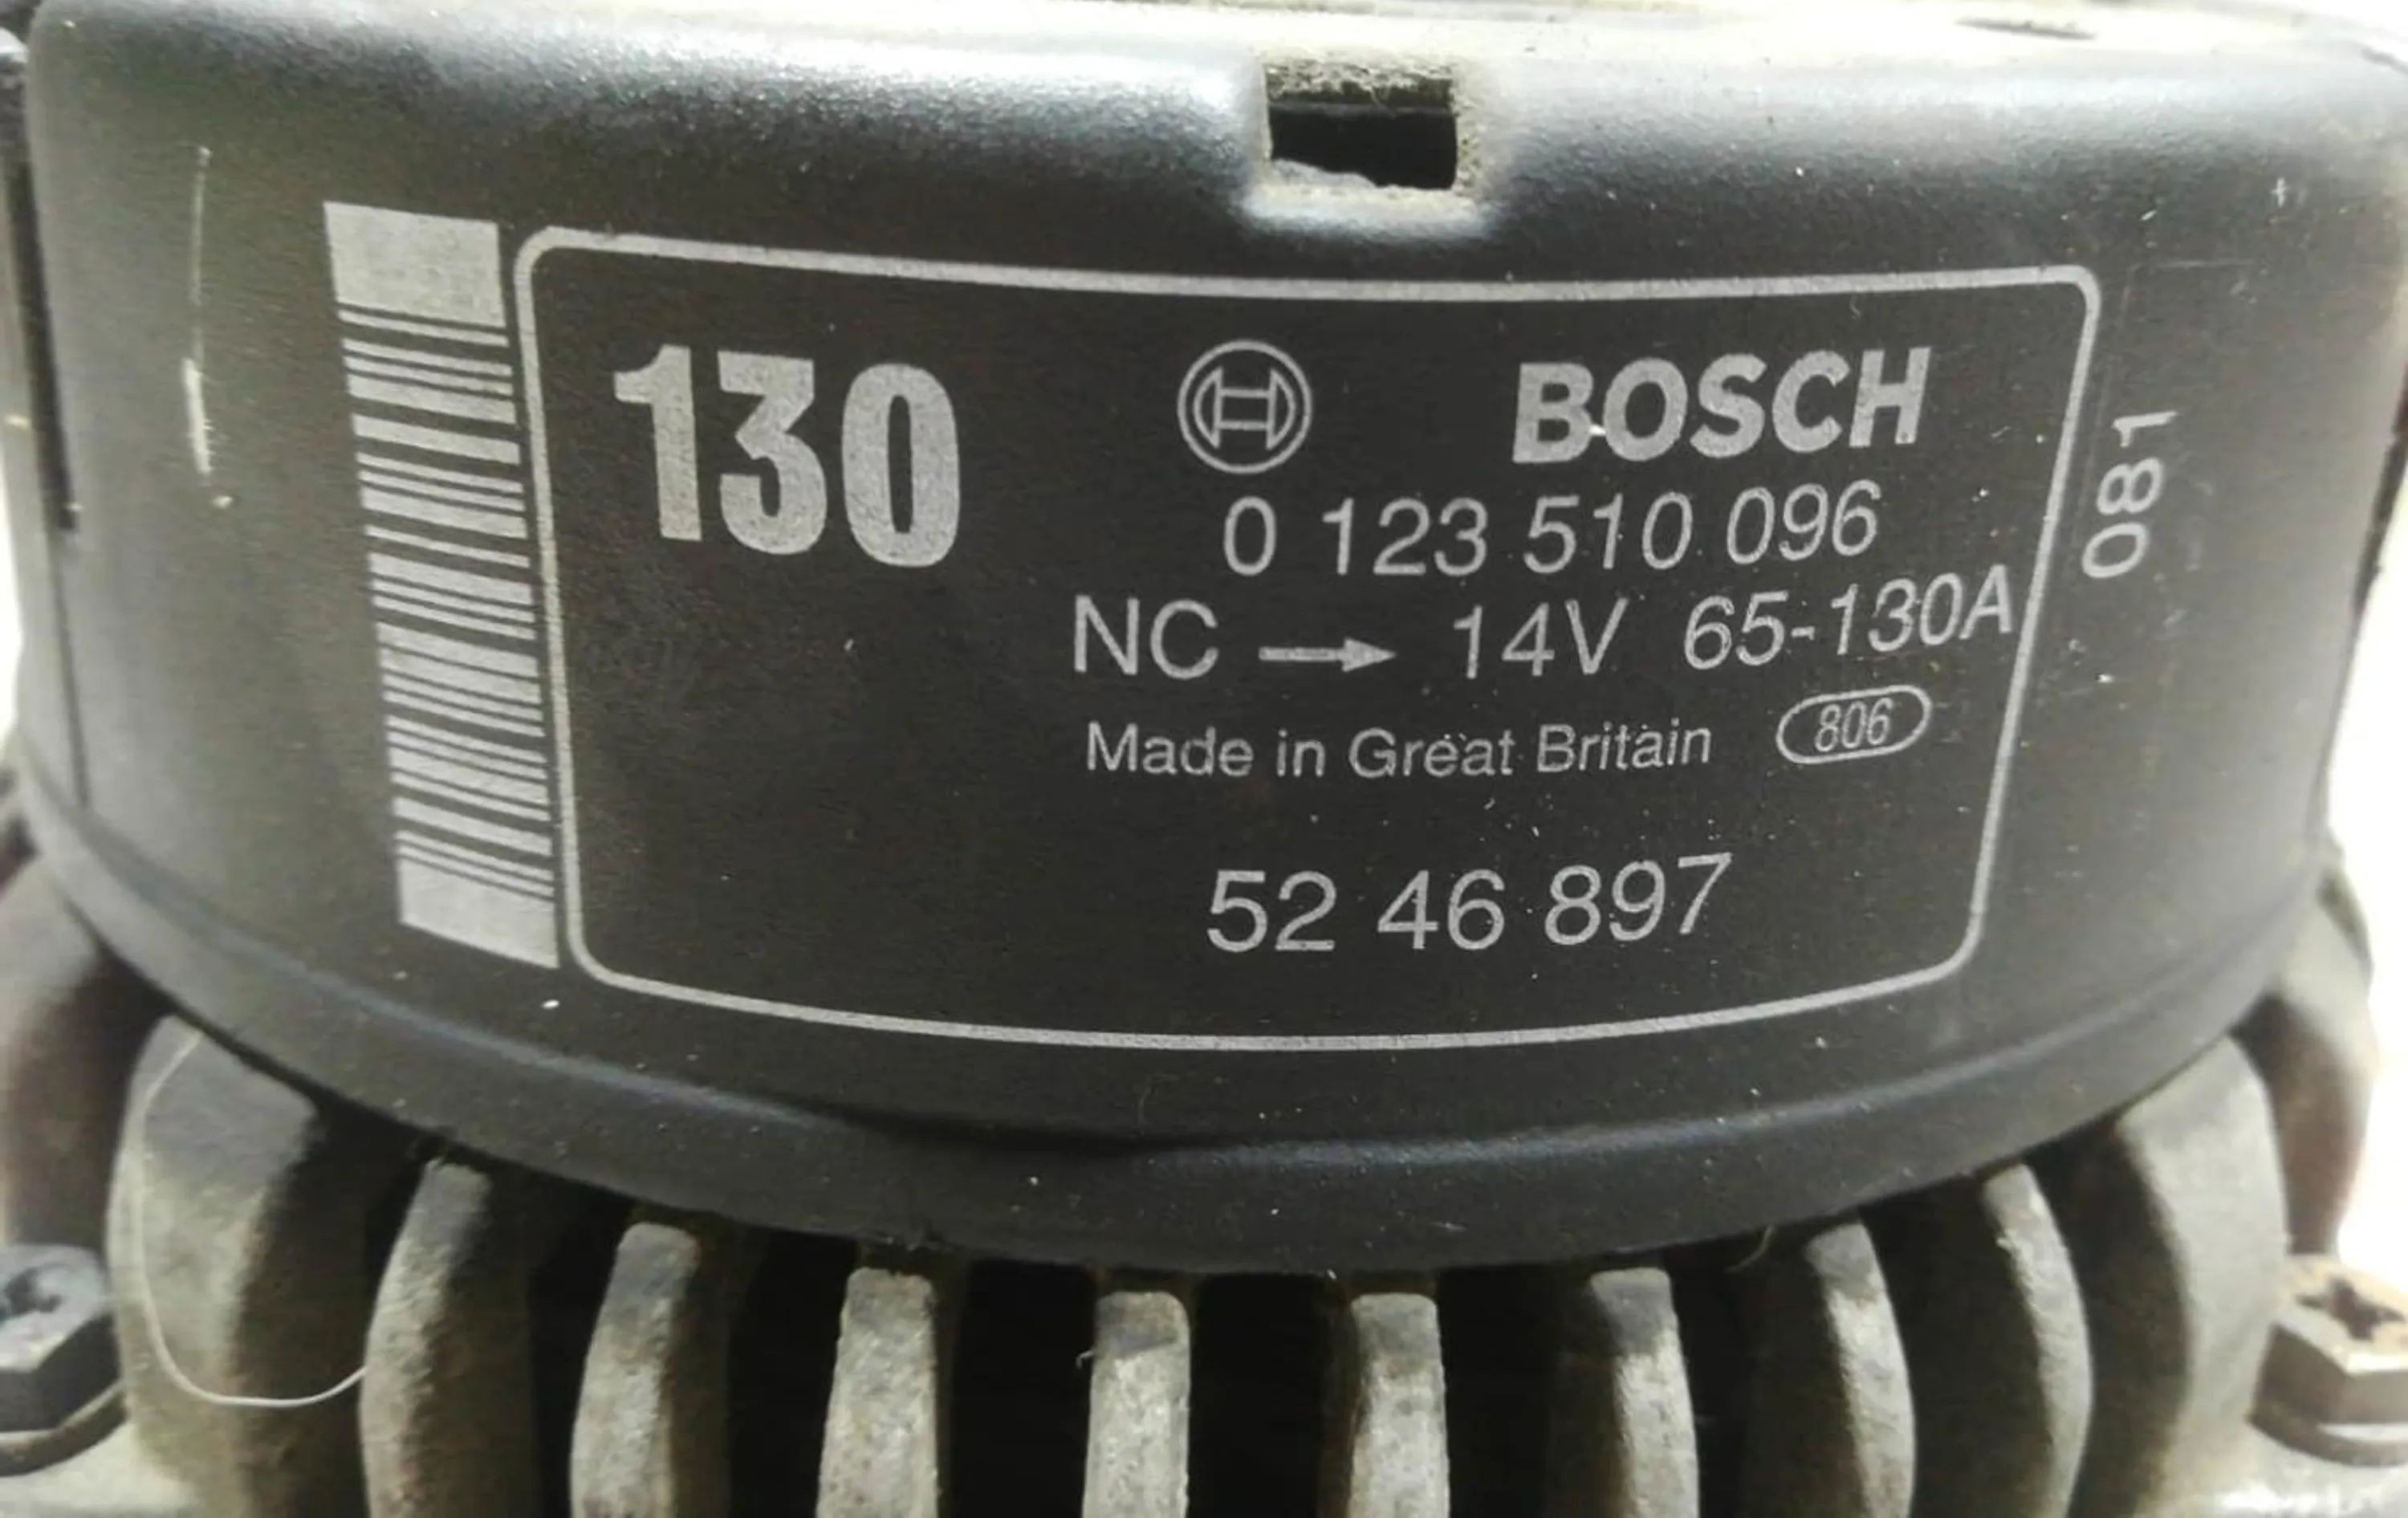 130
BOSCH
0 123 510 096
NC → 14V 65-130A
Made in Great Britain 806
52 46 897
081